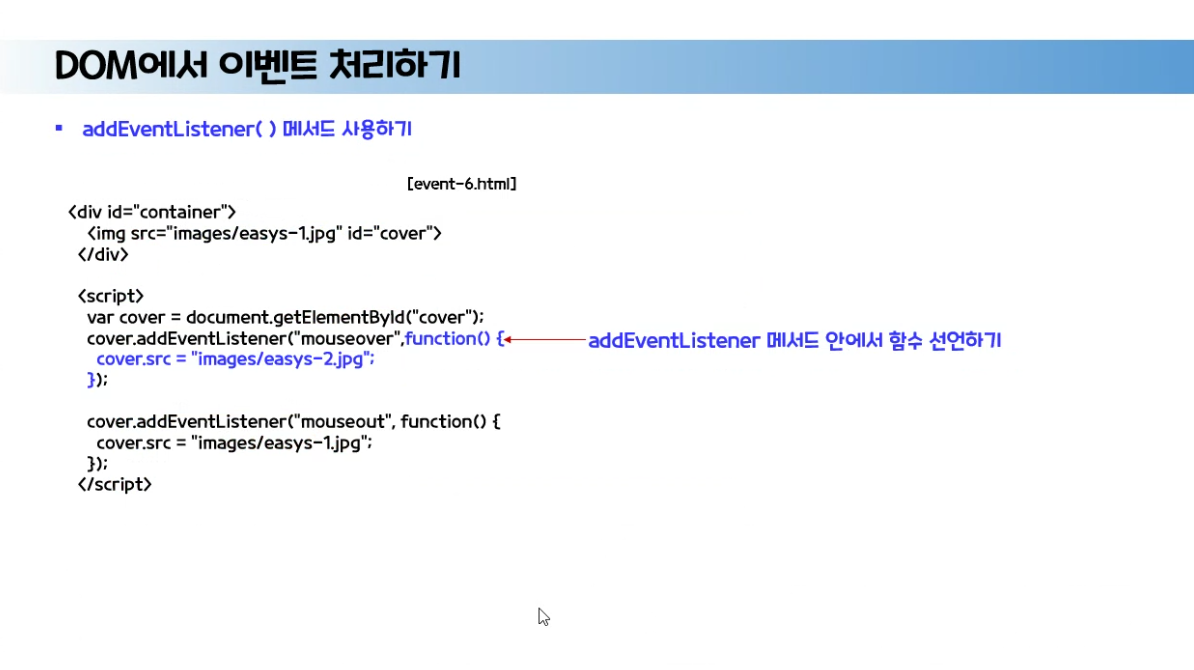 DOM에서 이벤트 처리하기
▪ addEventListener( ) 메서드 사용하기
[event-6.html]
<div id="container">
<img src="images/easys-1.jpg" id="cover">
</div>
<script>
var cover = document.getElementById("cover");
cover.addEventListener("mouseover",function() {
addEventListener 메서드 안에서 함수 선언하기
cover.src = "images/easys-2.jpg";
});
cover.addEventListener("mouseout", function() {
cover.src = "images/easys-1.jpg";
});
</script>